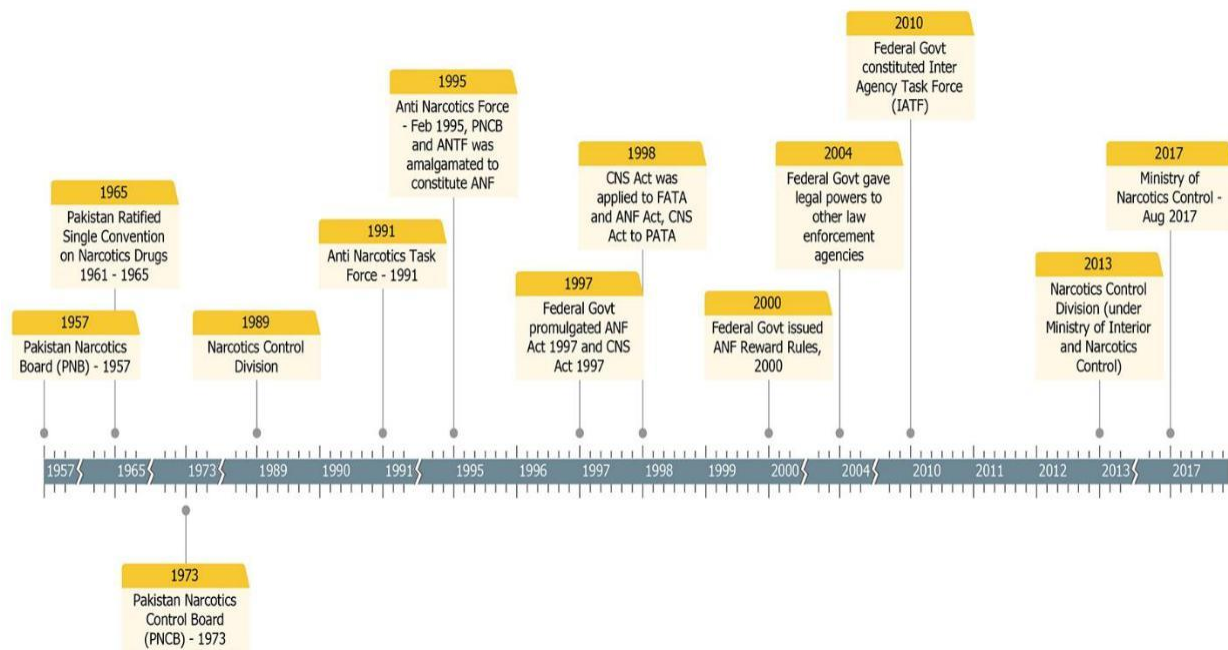 1957
Pakistan Narcotics
Board (PNB) - 1957
1965
Pakistan Ratified
Single Convention
on Narcotics Drugs
1961 - 1965
1989
Narcotics Control
Division
1991
Anti Narcotics Task
Force - 1991
1995
Anti Narcotics Force
- Feb 1995, PNCB
and ANTF was
amalgamated to
constitute ANF
1997
Federal Govt
promulgated ANF
Act 1997 and CNS
Act 1997
1998
CNS Act was
applied to FATA
and ANF Act, CNS
Act to PATA
2000
Federal Govt issued
ANF Reward Rules,
2000
2004
Federal Govt gave
legal powers to
other law
enforcement
agencies
2010
Federal Govt
constituted Inter
Agency Task Force
(IATF)
2013
Narcotics Control
Division (under
Ministry of Interior
and Narcotics
Control)
2017
Ministry of
Narcotics Control -
Aug 2017
1957 1965 1973 1989 1990 1991 1995 1996 1997 1998 1999 2000 2004 2010 2011 2012 2013 2017
1973
Pakistan Narcotics
Control Board
(PNCB) - 1973